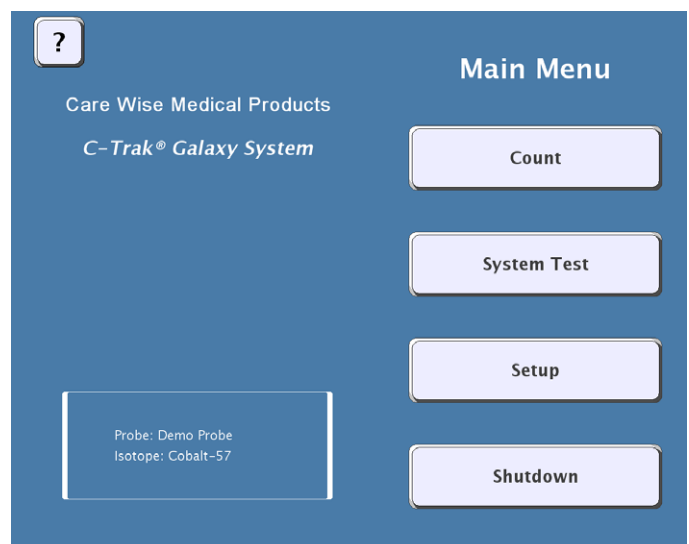 ?
Care Wise Medical Products
C-Trak® Galaxy System
Probe: Demo Probe
Isotope: Cobalt-57
Main Menu
Count
System Test
Setup
Shutdown